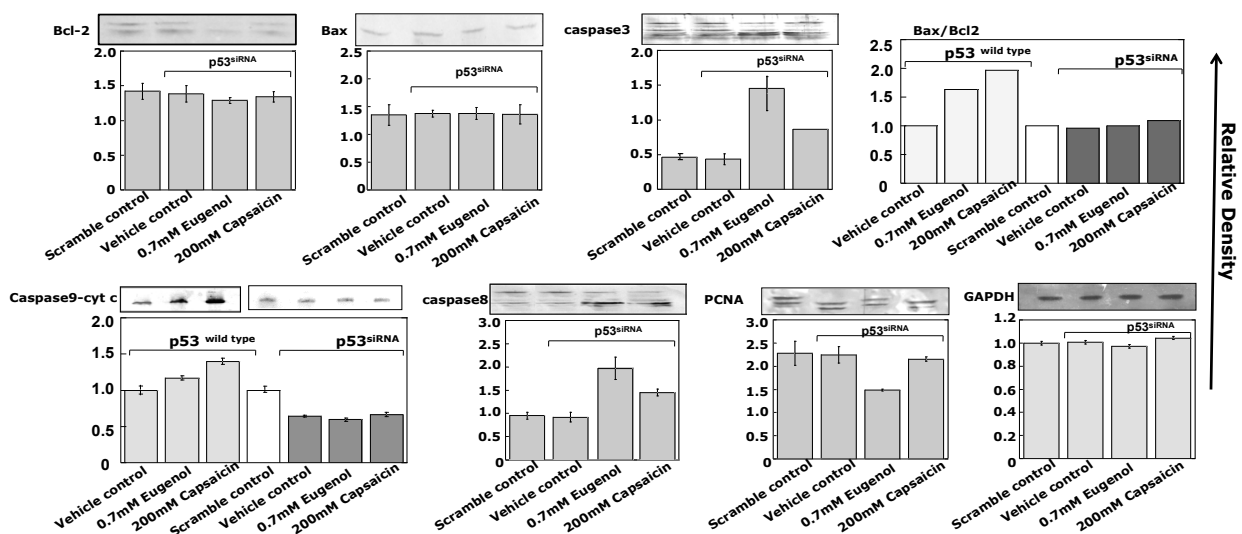 Bcl-2
2.0
1.5
1.0
0.5
0
p53siRNA
Scramble control
Vehicle control
0.7mM Eugenol
200mM Capsaicin
Bax
2.5
2.0
1.5
1.0
0.5
0
p53siRNA
Scramble control
Vehicle control
0.7mM Eugenol
200mM Capsaicin
caspase3
2.0
1.5
1.0
0.5
0
p53siRNA
Scramble control
Vehicle control
0.7mM Eugenol
200mM Capsaicin
Bax/Bcl2
2.5
2.0
1.5
1.0
0.5
0
p53 wild type
p53siRNA
Vehicle control
0.7mM Eugenol
200mM Capsaicin
Scramble control
Vehicle control
0.7mM Eugenol
200mM Capsaicin
Relative Density
Caspase9-cyt c
2.0
1.5
1.0
0.5
0
p53 wild type
p53siRNA
Vehicle control
0.7mM Eugenol
200mM Capsaicin
Scramble control
Vehicle control
0.7mM Eugenol
200mM Capsaicin
caspase8
3.0
2.5
2.0
1.5
1.0
0.5
0
p53siRNA
Scramble control
Vehicle control
0.7mM Eugenol
200mM Capsaicin
PCNA
3.0
2.5
2.0
1.5
1.0
0.5
0
p53siRNA
Scramble control
Vehicle control
0.7mM Eugenol
200mM Capsaicin
GAPDH
1.2
1.2
1.0
0.8
0.6
0.4
0.2
0
p53siRNA
Scramble control
Vehicle control
0.7mM Eugenol
200mM Capsaicin